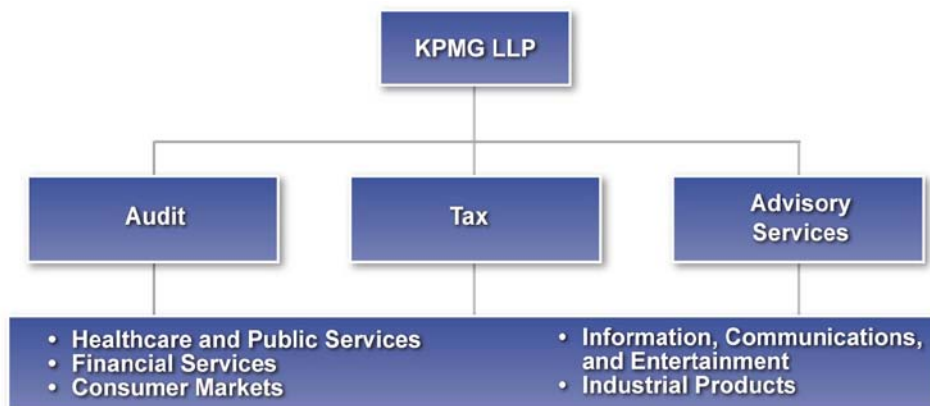 KPMG LLP
Audit
Tax
Advisory
Services
• Healthcare and Public Services
• Financial Services
• Consumer Markets
• Information, Communications,
and Entertainment
• Industrial Products